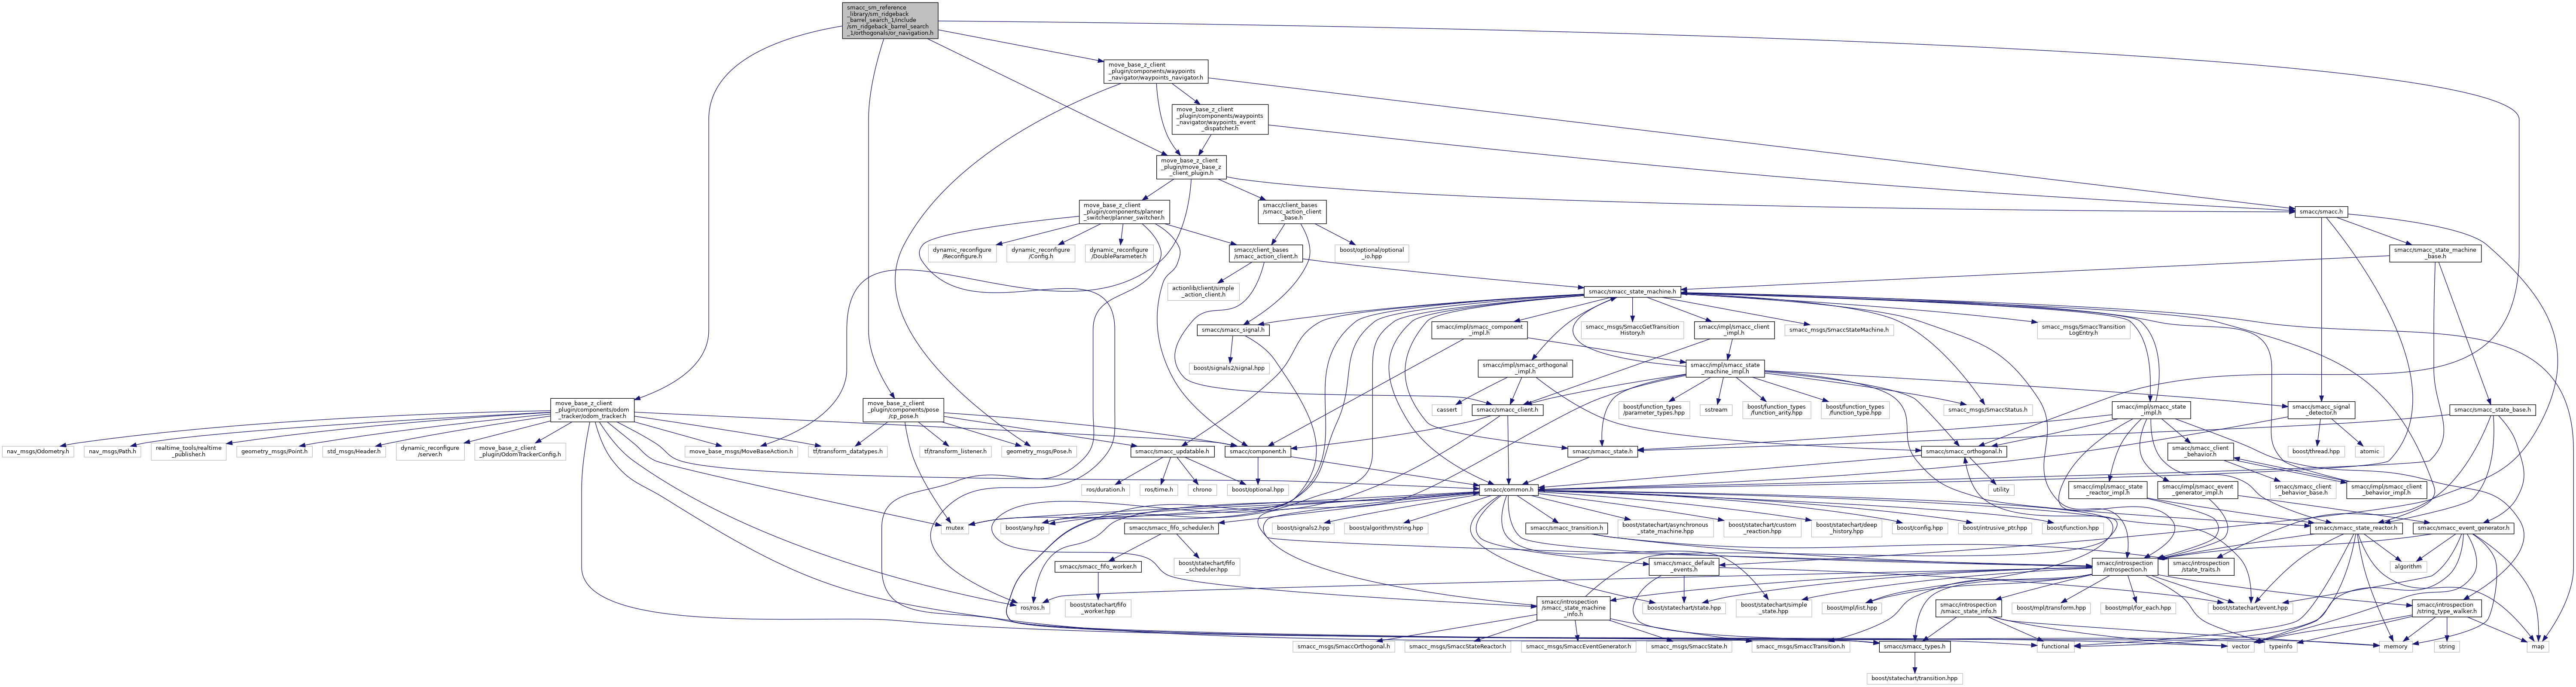 smacc_sm_reference
_library/sm_ridgeback
_barrel_search_1/include
/sm_ridgeback_barrel_search
_1/orthogonals/or_navigation.h
move_base_z_client
_plugin/components/waypoints
_navigator/waypoints_navigator.h
move_base_z_client
_plugin/components/waypoints
_navigator/waypoints_event
_dispatcher.h
move_base_z_client
_plugin/move_base_z
_client_plugin.h
move_base_z_client
_plugin/components/planner
_switcher/planner_switcher.h
smacc/client_bases
/smacc_action_client
_base.h
smacc/smacc.h
dynamic_reconfigure
/Reconfigure.h
dynamic_reconfigure
/Config.h
dynamic_reconfigure
/DoubleParameter.h
smacc/client_bases
/smacc_action_client.h
boost/optional/optional
_io.hpp
smacc/smacc_state_machine
_base.h
actionlib/client/simple
_action_client.h
smacc/smacc_state_machine.h
smacc/smacc_signal.h
smacc/impl/smacc_component
_impl.h
smacc_msgs/SmaccGetTransition
History.h
smacc/impl/smacc_client
_impl.h
smacc_msgs/SmaccStateMachine.h
smacc_msgs/SmaccTransition
LogEntry.h
boost/signals2/signal.hpp
smacc/impl/smacc_orthogonal
_impl.h
smacc/impl/smacc_state
_machine_impl.h
move_base_z_client
_plugin/components/odom
_tracker/odom_tracker.h
move_base_z_client
_plugin/components/pose
/cp_pose.h
cassert
smacc/smacc_client.h
boost/function_types
/parameter_types.hpp
sstream
boost/function_types
/function_arity.hpp
boost/function_types
/function_type.hpp
smacc_msgs/SmaccStatus.h
smacc/impl/smacc_state
_impl.h
smacc/smacc_signal
_detector.h
smacc/smacc_state_base.h
nav_msgs/Odometry.h
nav_msgs/Path.h
realtime_tools/realtime
_publisher.h
geometry_msgs/Point.h
std_msgs/Header.h
dynamic_reconfigure
/server.h
move_base_z_client
_plugin/OdomTrackerConfig.h
move_base_msgs/MoveBaseAction.h
tf/transform_datatypes.h
tf/transform_listener.h
geometry_msgs/Pose.h
smacc/smacc_updatable.h
smacc/component.h
smacc/smacc_state.h
smacc/smacc_orthogonal.h
smacc/smacc_client
_behavior.h
boost/thread.hpp
atomic
ros/duration.h
ros/time.h
chrono
boost/optional.hpp
smacc/common.h
utility
smacc/impl/smacc_state
_reactor_impl.h
smacc/impl/smacc_event
_generator_impl.h
smacc/smacc_client
_behavior_base.h
smacc/impl/smacc_client
_behavior_impl.h
mutex
boost/any.hpp
smacc/smacc_fifo_scheduler.h
boost/signals2.hpp
boost/algorithm/string.hpp
smacc/smacc_transition.h
boost/statechart/asynchronous
_state_machine.hpp
boost/statechart/custom
_reaction.hpp
boost/statechart/deep
_history.hpp
boost/config.hpp
boost/intrusive_ptr.hpp
boost/function.hpp
smacc/smacc_state_reactor.h
smacc/smacc_event_generator.h
smacc/smacc_fifo_worker.h
boost/statechart/fifo
_scheduler.hpp
smacc/smacc_default
_events.h
smacc/introspection
/introspection.h
smacc/introspection
/state_traits.h
algorithm
ros/ros.h
boost/statechart/fifo
_worker.hpp
smacc/introspection
/smacc_state_machine
_info.h
boost/statechart/state.hpp
boost/statechart/simple
_state.hpp
boost/mpl/list.hpp
smacc/introspection
/smacc_state_info.h
boost/mpl/transform.hpp
boost/mpl/for_each.hpp
boost/statechart/event.hpp
smacc/introspection
/string_type_walker.h
smacc_msgs/SmaccOrthogonal.h
smacc_msgs/SmaccStateReactor.h
smacc_msgs/SmaccEventGenerator.h
smacc_msgs/SmaccState.h
smacc_msgs/SmaccTransition.h
smacc/smacc_types.h
functional
vector
typeinfo
memory
string
map
boost/statechart/transition.hpp